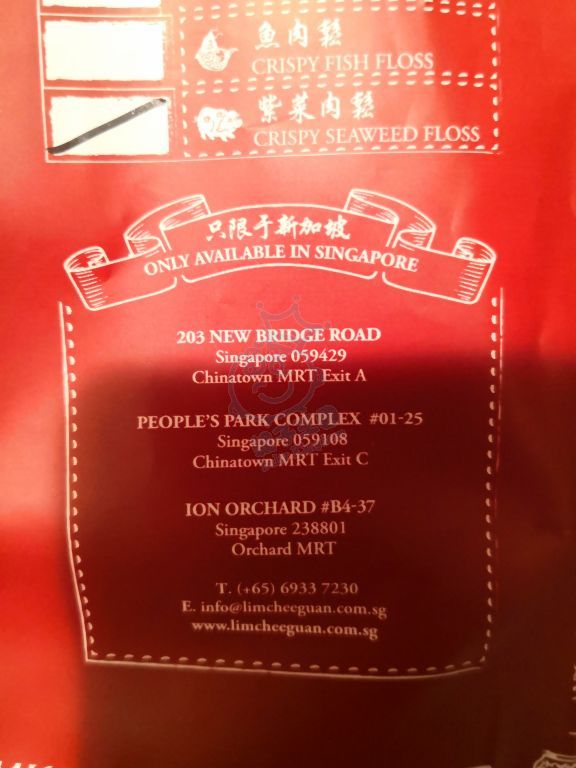 魚肉鬆
CRISPY FISH FLOSS
紫菜肉鬆
CRISPY SEAWEED FLOSS
只限于新加坡
ONLY AVAILABLE IN SINGAPORE
203 NEW BRIDGE ROAD
Singapore 059429
Chinatown MRT Exit A
PEOPLE'S PARK COMPLEX #01-25
Singapore 059108
Chinatown MRT Exit C
ION ORCHARD #B4-37
Singapore 238801
Orchard MRT
T. (+65) 6933 7230
E. info@limcheeguan.com.sg
www.limcheeguan.com.sg